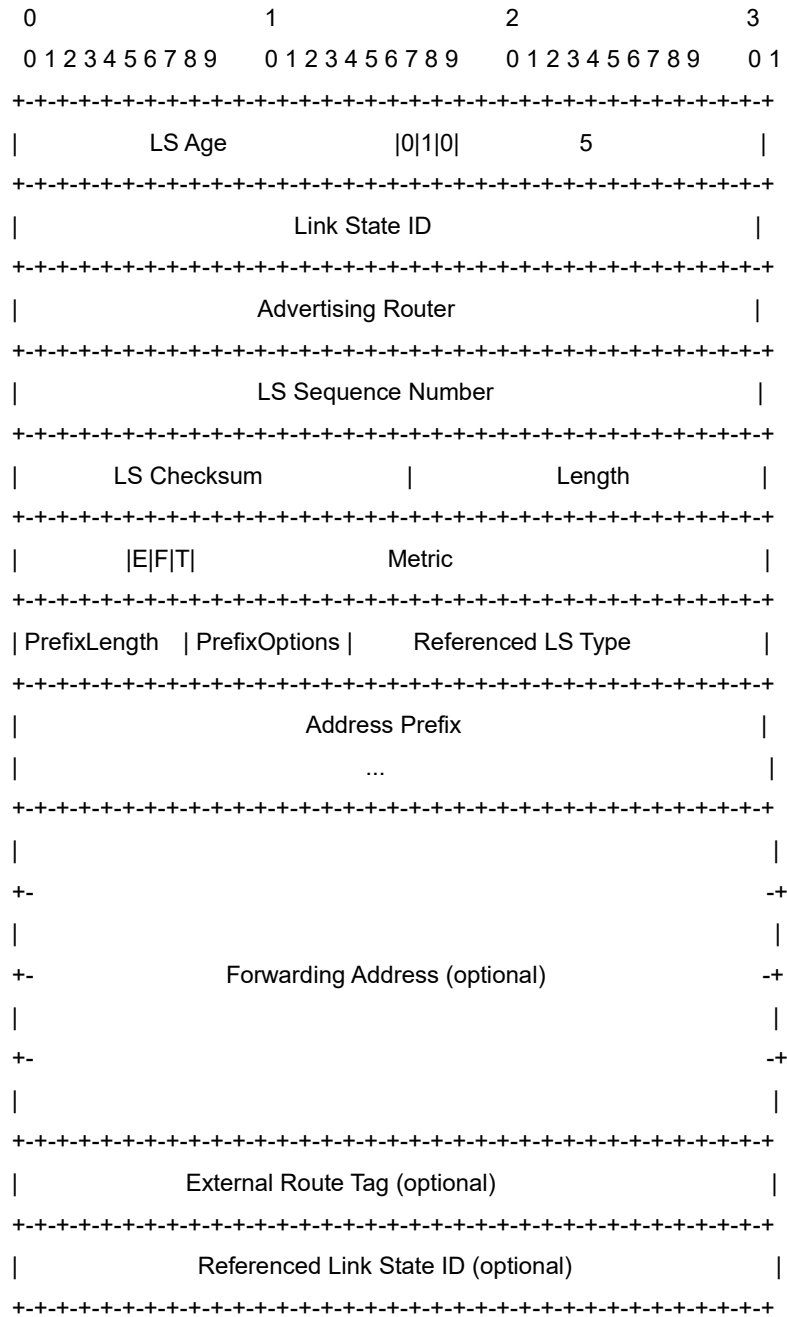 0 1 2 3
0 1 2 3 4 5 6 7 8 9 0 1 2 3 4 5 6 7 8 9 0 1 2 3 4 5 6 7 8 9 0 1
+-+-+-+-+-+-+-+-+-+-+-+-+-+-+-+-+-+-+-+-+-+-+-+-+-+-+-+-+-+-+-+-+
| LS Age |0|1|0| 5 |
+-+-+-+-+-+-+-+-+-+-+-+-+-+-+-+-+-+-+-+-+-+-+-+-+-+-+-+-+-+-+-+-+
| Link State ID |
+-+-+-+-+-+-+-+-+-+-+-+-+-+-+-+-+-+-+-+-+-+-+-+-+-+-+-+-+-+-+-+-+
| Advertising Router |
+-+-+-+-+-+-+-+-+-+-+-+-+-+-+-+-+-+-+-+-+-+-+-+-+-+-+-+-+-+-+-+-+
| LS Sequence Number |
+-+-+-+-+-+-+-+-+-+-+-+-+-+-+-+-+-+-+-+-+-+-+-+-+-+-+-+-+-+-+-+-+
| LS Checksum | Length |
+-+-+-+-+-+-+-+-+-+-+-+-+-+-+-+-+-+-+-+-+-+-+-+-+-+-+-+-+-+-+-+-+
| |E|F|T| Metric |
+-+-+-+-+-+-+-+-+-+-+-+-+-+-+-+-+-+-+-+-+-+-+-+-+-+-+-+-+-+-+-+-+
| PrefixLength | PrefixOptions | Referenced LS Type |
+-+-+-+-+-+-+-+-+-+-+-+-+-+-+-+-+-+-+-+-+-+-+-+-+-+-+-+-+-+-+-+-+
| Address Prefix |
| ... |
+-+-+-+-+-+-+-+-+-+-+-+-+-+-+-+-+-+-+-+-+-+-+-+-+-+-+-+-+-+-+-+-+
| |
+- -+
| |
+- Forwarding Address (optional) -+
| |
+- -+
| |
+-+-+-+-+-+-+-+-+-+-+-+-+-+-+-+-+-+-+-+-+-+-+-+-+-+-+-+-+-+-+-+-+
| External Route Tag (optional) |
+-+-+-+-+-+-+-+-+-+-+-+-+-+-+-+-+-+-+-+-+-+-+-+-+-+-+-+-+-+-+-+-+
| Referenced Link State ID (optional) |
+-+-+-+-+-+-+-+-+-+-+-+-+-+-+-+-+-+-+-+-+-+-+-+-+-+-+-+-+-+-+-+-+